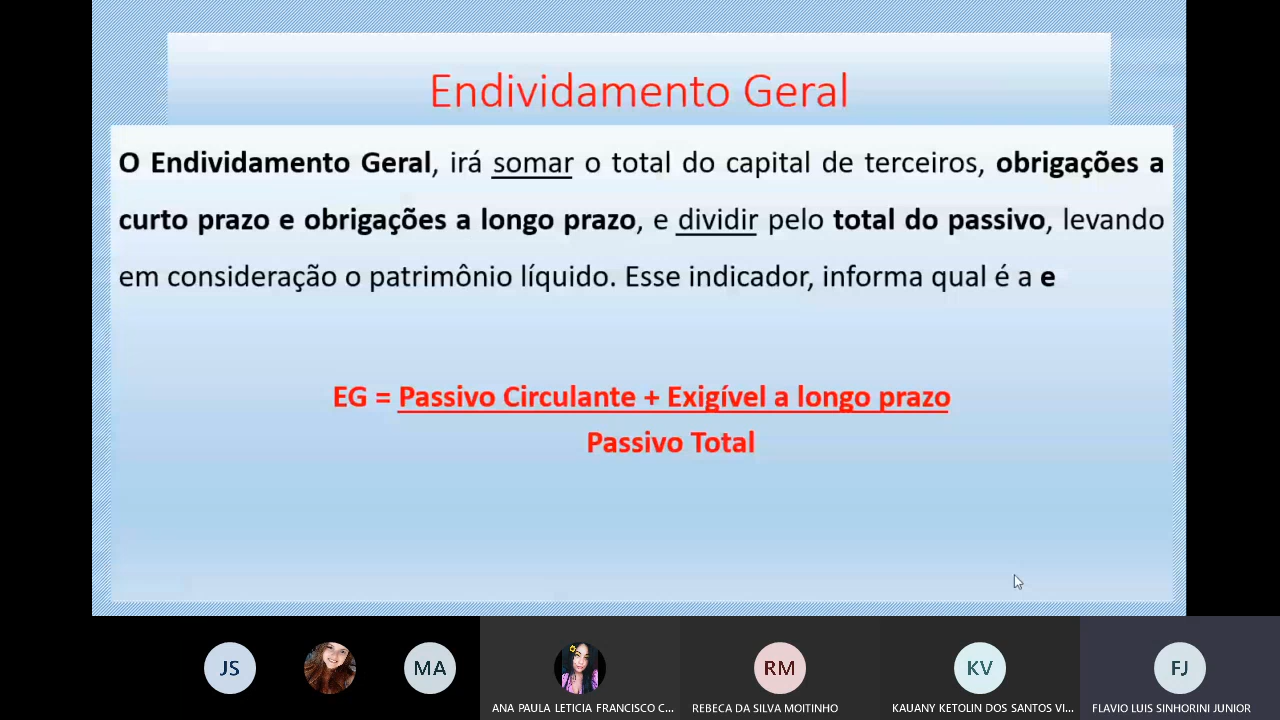 Endividamento Geral
O Endividamento Geral, irá somar o total do capital de terceiros, obrigações a
curto prazo e obrigações a longo prazo, e dividir pelo total do passivo, levando
em consideração o patrimônio líquido. Esse indicador, informa qual é a e
EG = Passivo Circulante + Exigível a longo prazo
Passivo Total
JS
MA
RM
KV
FJ
ANA PAULA LETICIA FRANCISCO C...
REBECA DA SILVA MOITINHO
KAUANY KETOLIN DOS SANTOS VI...
FLAVIO LUIS SINHORINI JUNIOR